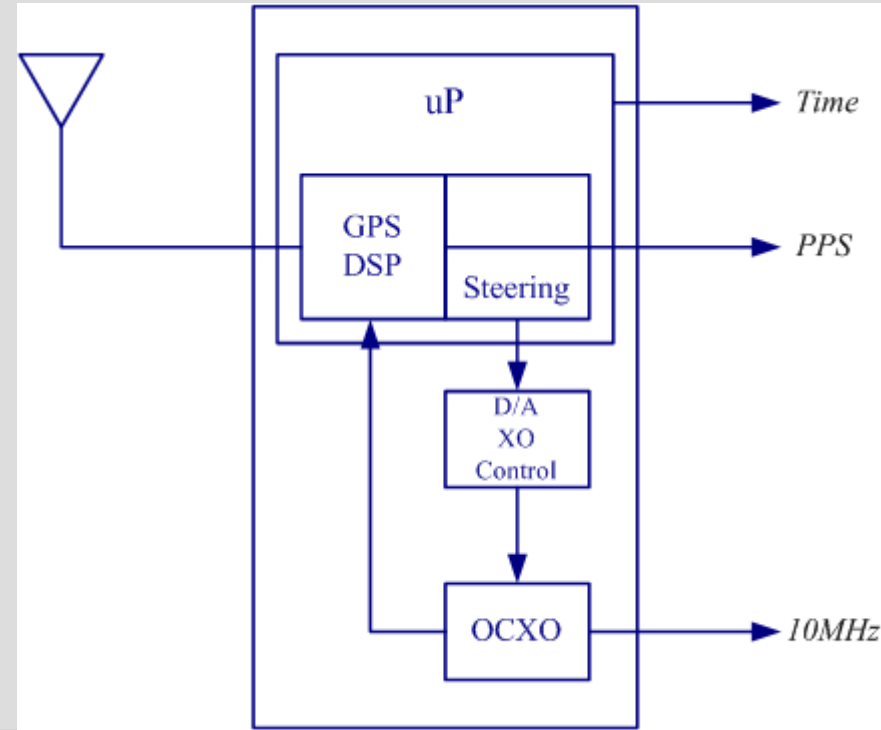 uP
Time
GPS
DSP
PPS
Steering
D/A
XO
Control
OCXO
10MHz